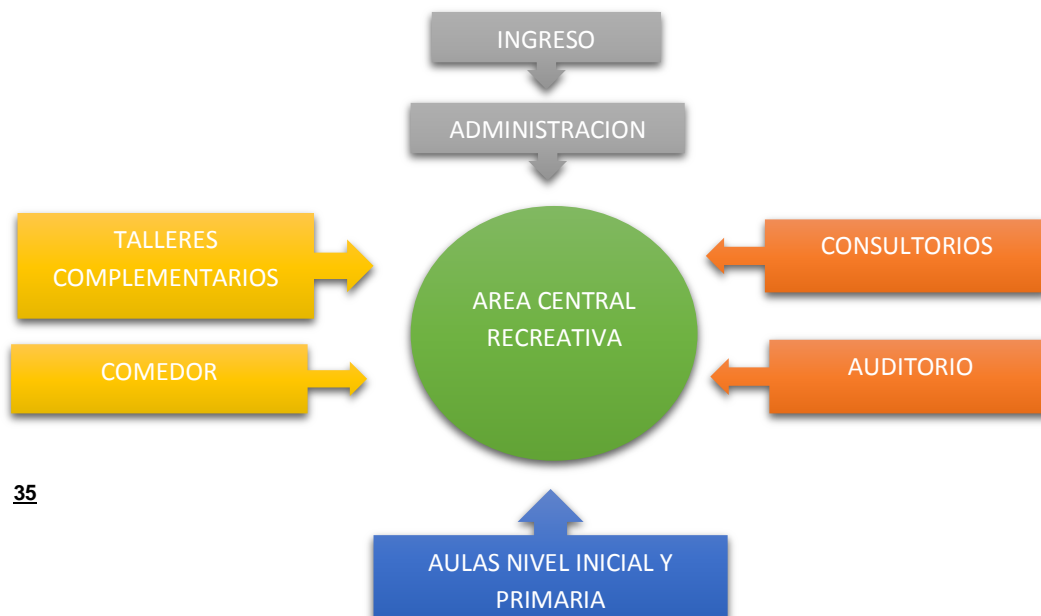 INGRESO
ADMINISTRACION
TALLERES
COMPLEMENTARIOS
CONSULTORIOS
AREA CENTRAL
RECREATIVA
COMEDOR
AUDITORIO
35
AULAS NIVEL INICIAL Y
PRIMARIA